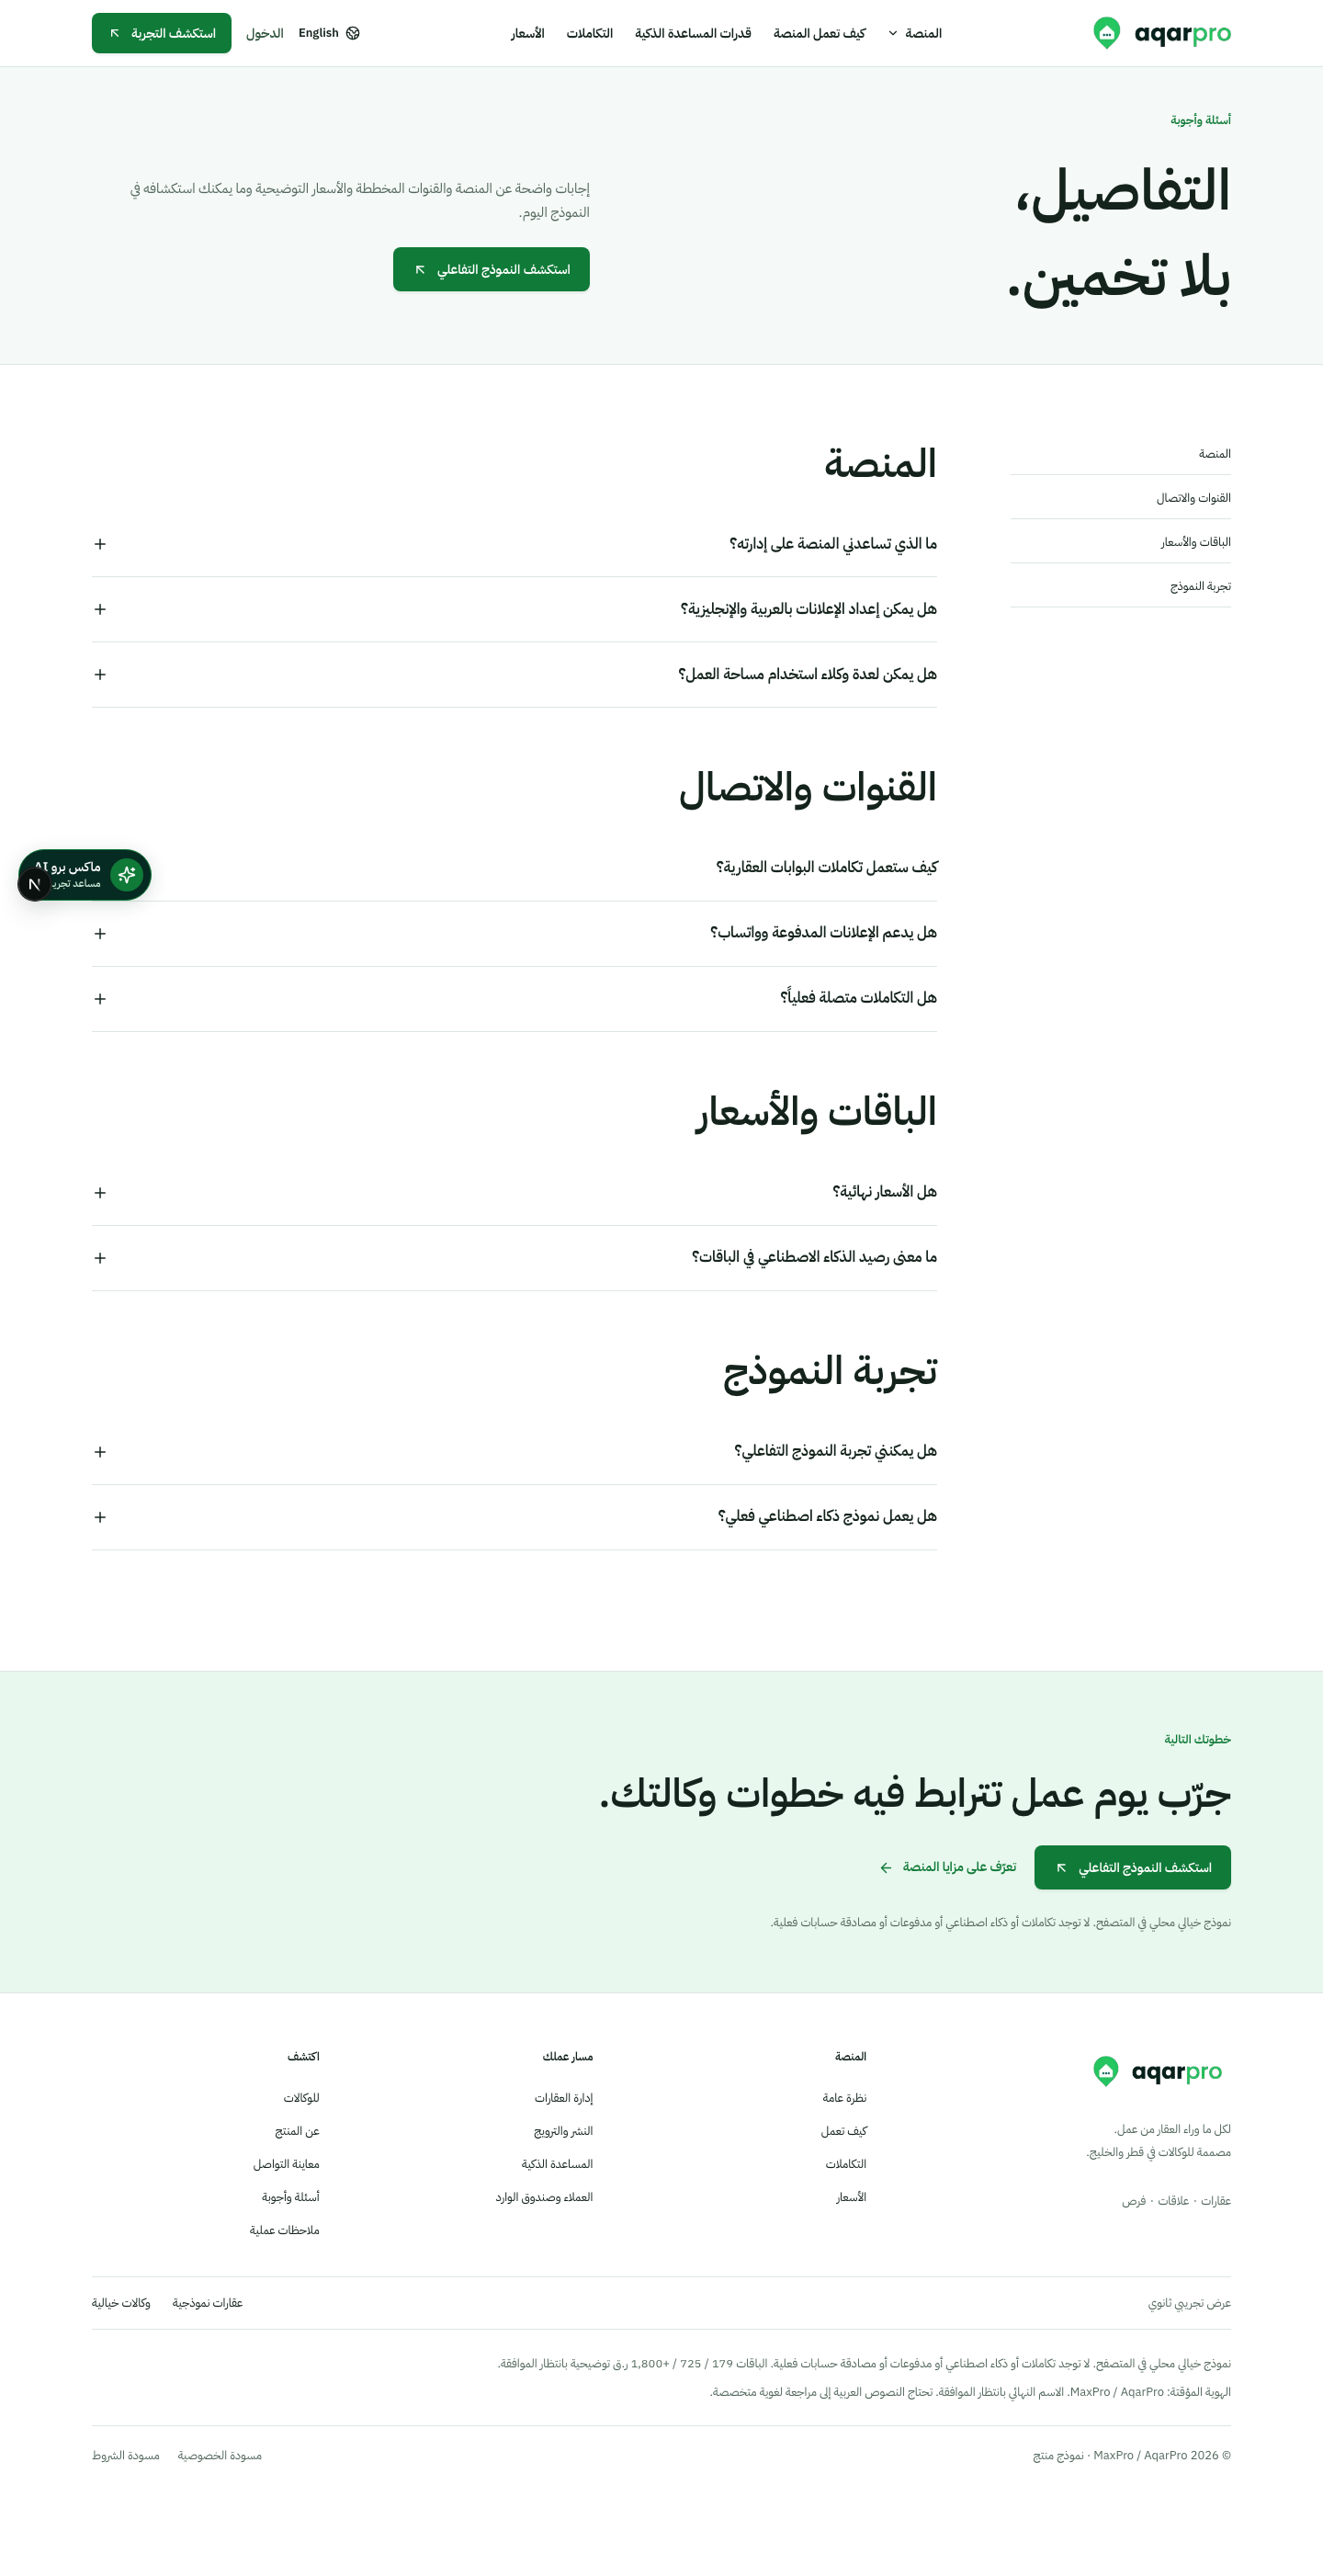 aqarpro
المنصة
كيف تعمل المنصة
قدرات المساعدة الذكية
التكاملات
الأسعار
English
الدخول
استكشف التجربة
أسئلة وأجوبة
التفاصيل،
بلا تخمين.
إجابات واضحة عن المنصة والقنوات المخططة والأسعار التوضيحية وما يمكنك استكشافه في
النموذج اليوم.
استكشف النموذج التفاعلي
المنصة
القنوات والاتصال
الباقات والأسعار
تجربة النموذج
المنصة
ما الذي تساعدني المنصة على إدارته؟
هل يمكن إعداد الإعلانات بالعربية والإنجليزية؟
هل يمكن لعدة وكلاء استخدام مساحة العمل؟
القنوات والاتصال
كيف ستعمل تكاملات البوابات العقارية؟
ماكس برو AI
مساعد
هل يدعم الإعلانات المدفوعة وواتساب؟
هل التكاملات متصلة فعلياً؟
الباقات والأسعار
هل الأسعار نهائية؟
ما معنى رصيد الذكاء الاصطناعي في الباقات؟
تجربة النموذج
هل يمكنني تجربة النموذج التفاعلي؟
هل يعمل نموذج ذكاء اصطناعي فعلي؟
خطوتك التالية
جرّب يوم عمل تترابط فيه خطوات وكالتك.
استكشف النموذج التفاعلي
تعرّف على مزايا المنصة
نموذج خيالي محلي في المتصفح. لا توجد تكاملات أو ذكاء اصطناعي أو مدفوعات أو مصادقة حسابات فعلية.
aqarpro
لكل ما وراء العقار من عمل.
مصممة للوكالات في قطر والخليج.
عقارات · علاقات · فرص
المنصة
نظرة عامة
كيف تعمل
التكاملات
الأسعار
مسار عملك
إدارة العقارات
النشر والترويج
المساعدة الذكية
العملاء وصندوق الوارد
اكتشف
للوكالات
عن المنتج
معاينة التواصل
أسئلة وأجوبة
ملاحظات عملية
عرض تجريبي ثانوي
عقارات نموذجية
وكالات خيالية
نموذج خيالي محلي في المتصفح. لا توجد تكاملات أو ذكاء اصطناعي أو مدفوعات أو مصادقة حسابات فعلية. الباقات 179 / 725 / +1,800 ر.ق توضيحية بانتظار الموافقة.
الهوية المؤقتة: MaxPro / AqarPro. الاسم النهائي بانتظار الموافقة. تحتاج النصوص العربية إلى مراجعة لغوية متخصصة.
© 2026 MaxPro / AqarPro · نموذج منتج
مسودة الخصوصية
مسودة الشروط